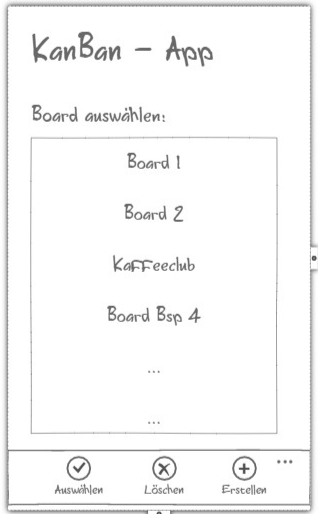 KanBan - App
Board auswählen:
Board 1
Board 2
Kaffeeclub
Board Bsp 4
...
...
...
Auswählen Löschen Erstellen